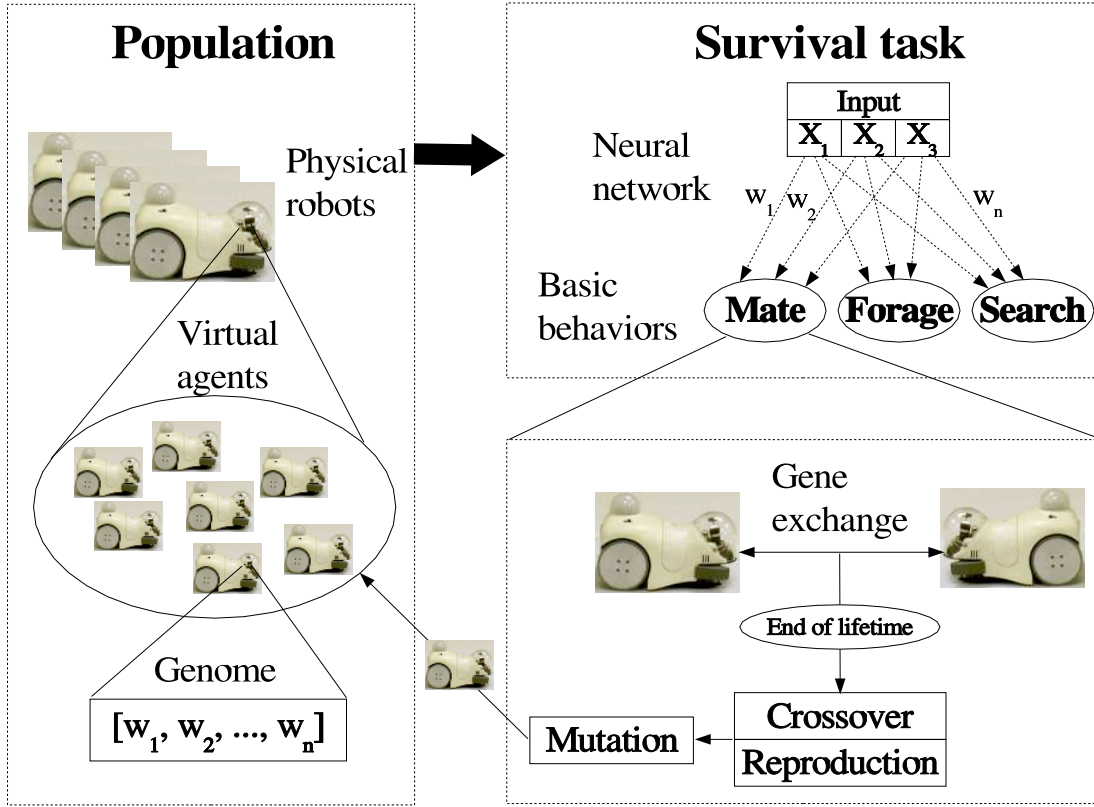 Population
Physical
robots
Virtual
agents
Genome
[w1, w2, ..., wn]
Survival task
Input
X1 X2 X3
Neural
network
w1 w2 wn
Basic
behaviors
Mate Forage Search
Gene
exchange
End of lifetime
Crossover
Reproduction
Mutation